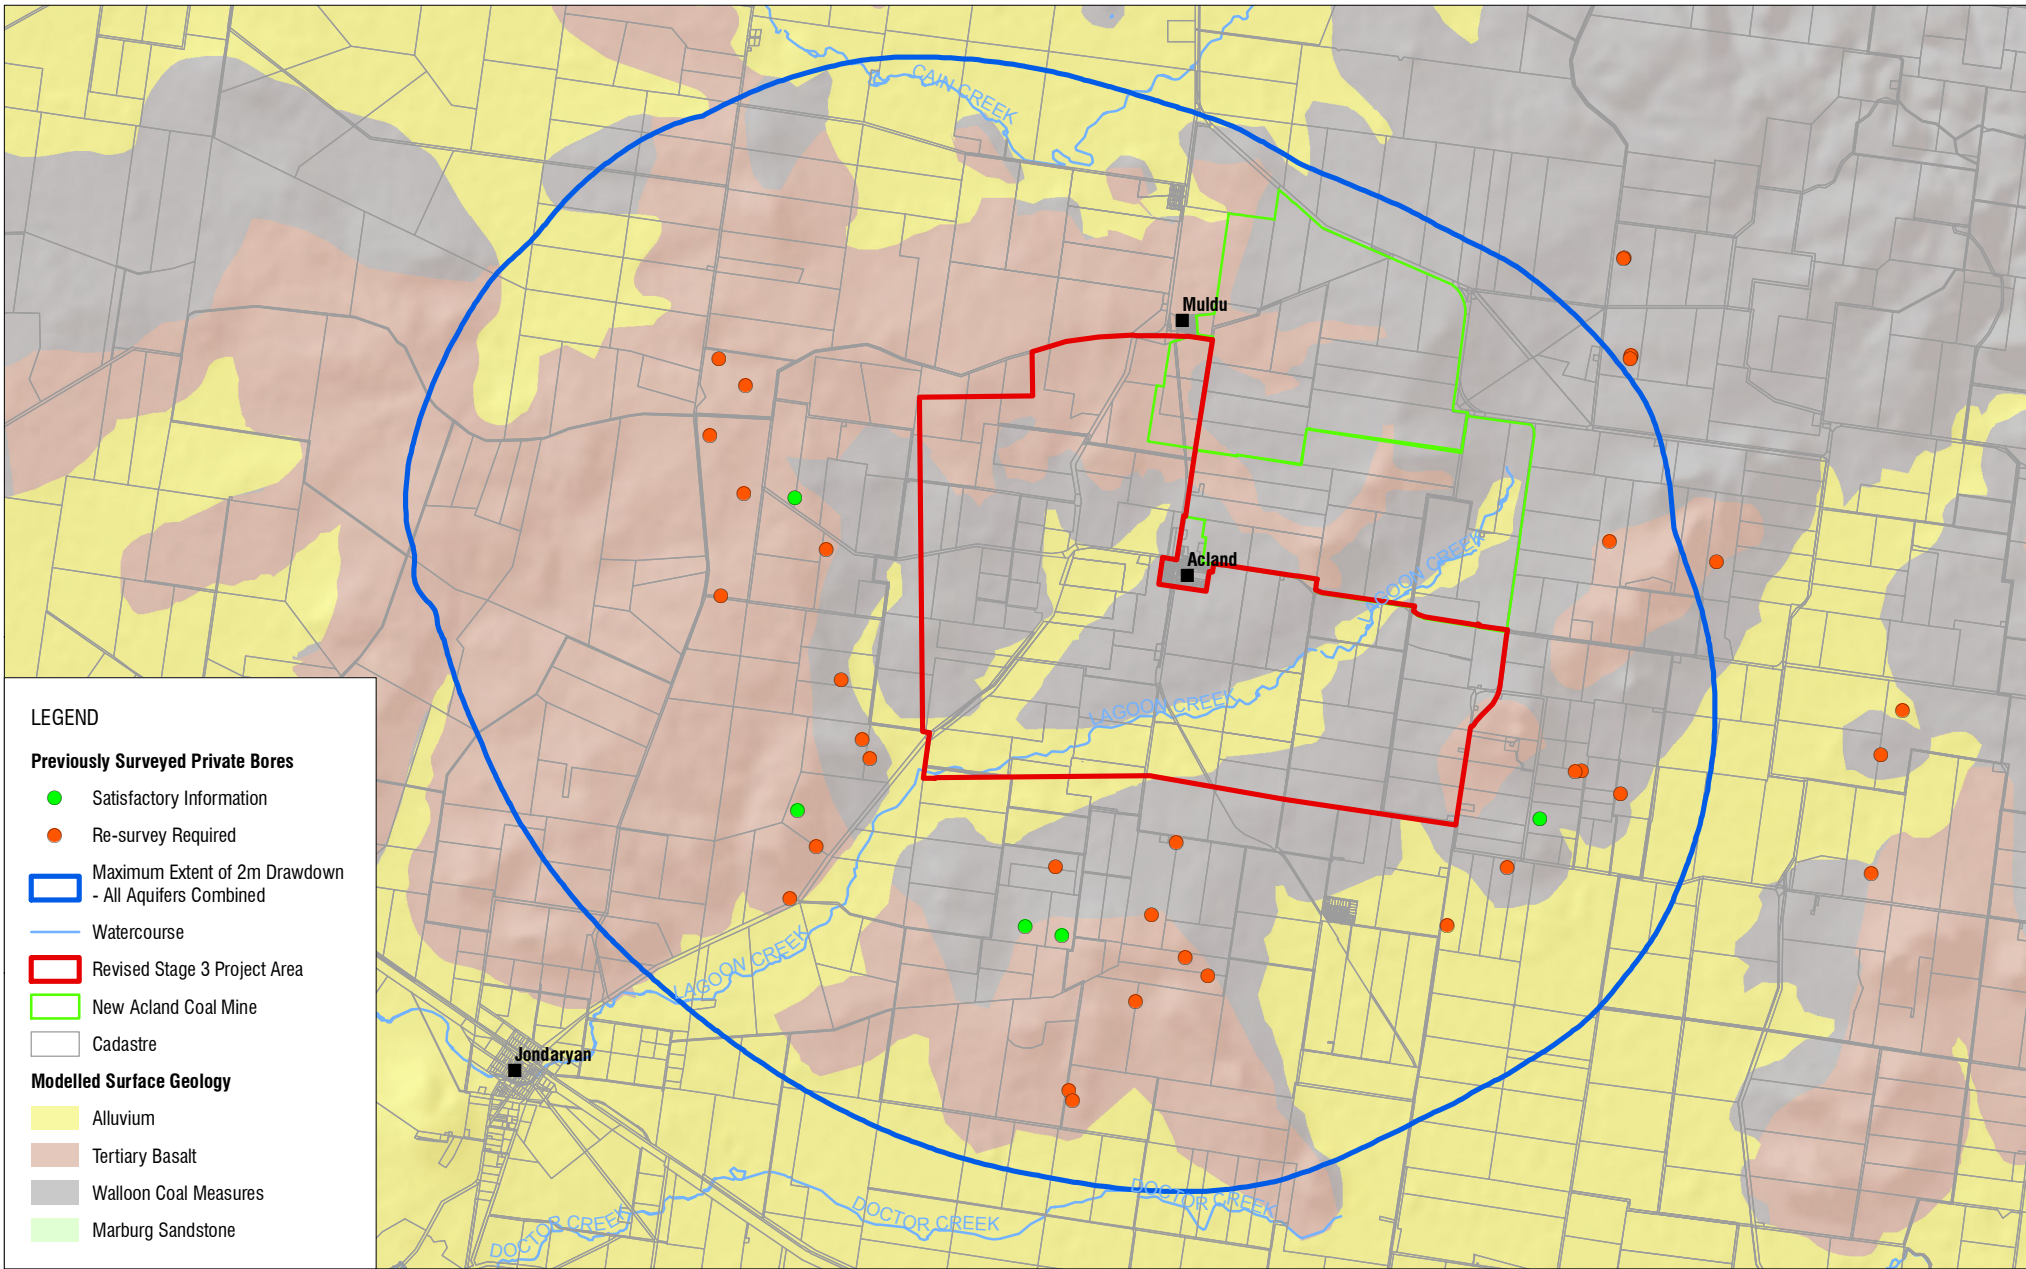 CAIN CREEK
Muldu
Acland
LAGOON CREEK
LAGOON CREEK
LAGOON CREEK
Jondaryan
DOCTOR CREEK
DOCTOR CREEK
DOCTOR CREEK
LEGEND
Previously Surveyed Private Bores
Satisfactory Information
Re-survey Required
Maximum Extent of 2m Drawdown
- All Aquifers Combined
Watercourse
Revised Stage 3 Project Area
New Acland Coal Mine
Cadastre
Modelled Surface Geology
Alluvium
Tertiary Basalt
Walloon Coal Measures
Marburg Sandstone